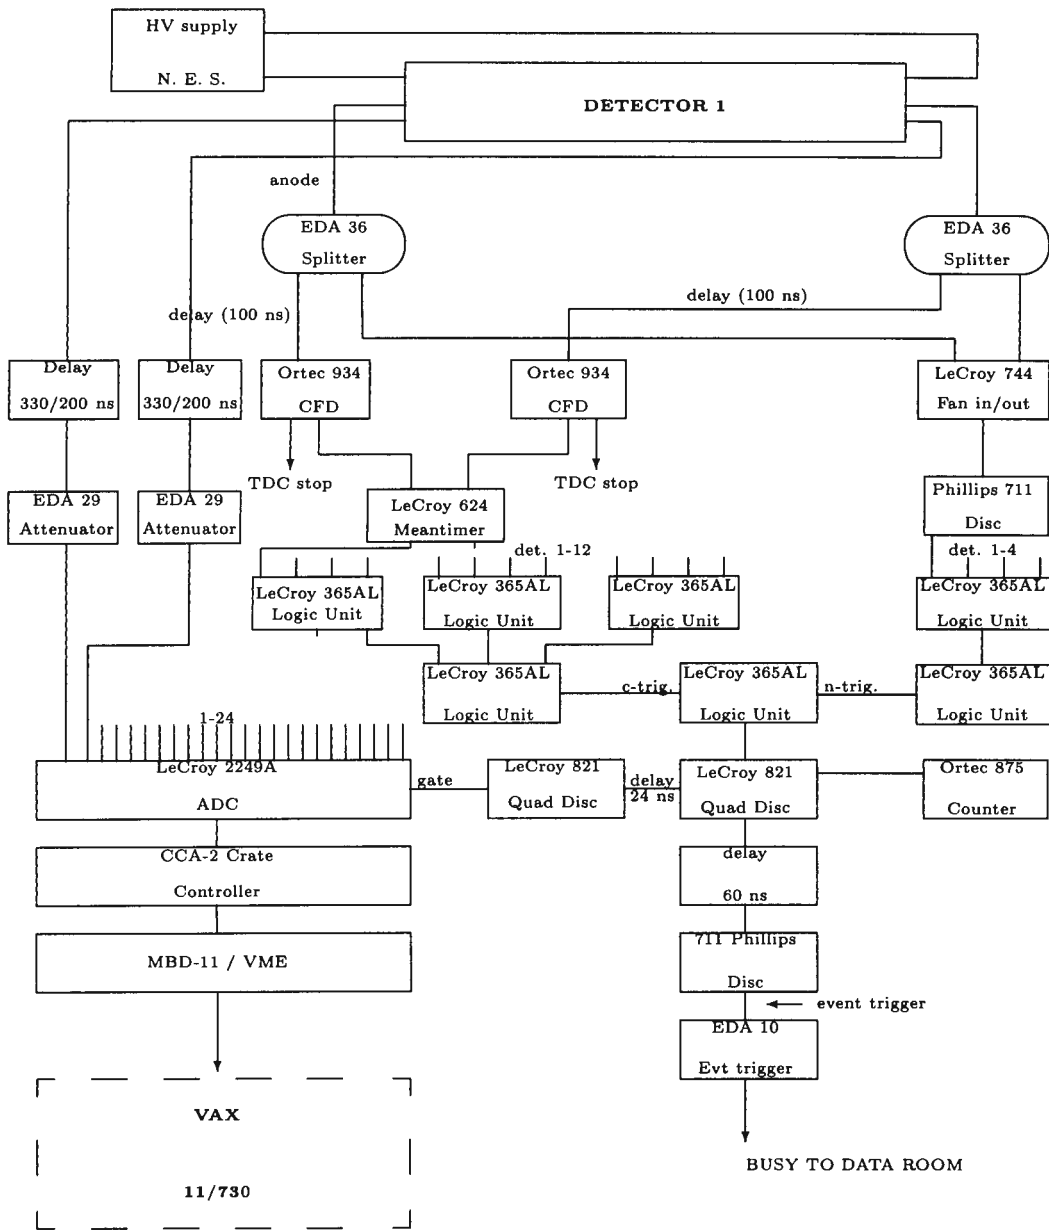 HV supply
N. E. S.
DETECTOR 1
anode
EDA 36
Splitter
EDA 36
Splitter
delay (100 ns)
delay (100 ns)
Delay
330/200 ns
Delay
330/200 ns
Ortec 934
CFD
Ortec 934
CFD
LeCroy 744
Fan in/out
TDC stop
TDC stop
EDA 29
Attenuator
EDA 29
Attenuator
LeCroy 624
Meantimer
Phillips 711
Disc
det. 1-12
det. 1-4
LeCroy 365AL
Logic Unit
LeCroy 365AL
Logic Unit
LeCroy 365AL
Logic Unit
LeCroy 365AL
Logic Unit
LeCroy 365AL
Logic Unit
c-trig.
LeCroy 365AL
Logic Unit
n-trig.
LeCroy 365AL
Logic Unit
1-24
LeCroy 2249A
ADC
gate
LeCroy 821
Quad Disc
delay
24 ns
LeCroy 821
Quad Disc
Ortec 875
Counter
CCA-2 Crate
Controller
delay
60 ns
MBD-11 / VME
711 Phillips
Disc
event trigger
EDA 10
Evt trigger
VAX
11/730
BUSY TO DATA ROOM